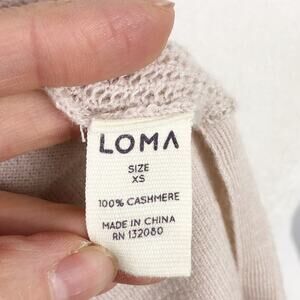 LOMA
SIZE
XS
100% CASHMERE
MADE IN CHINA
RN 132080